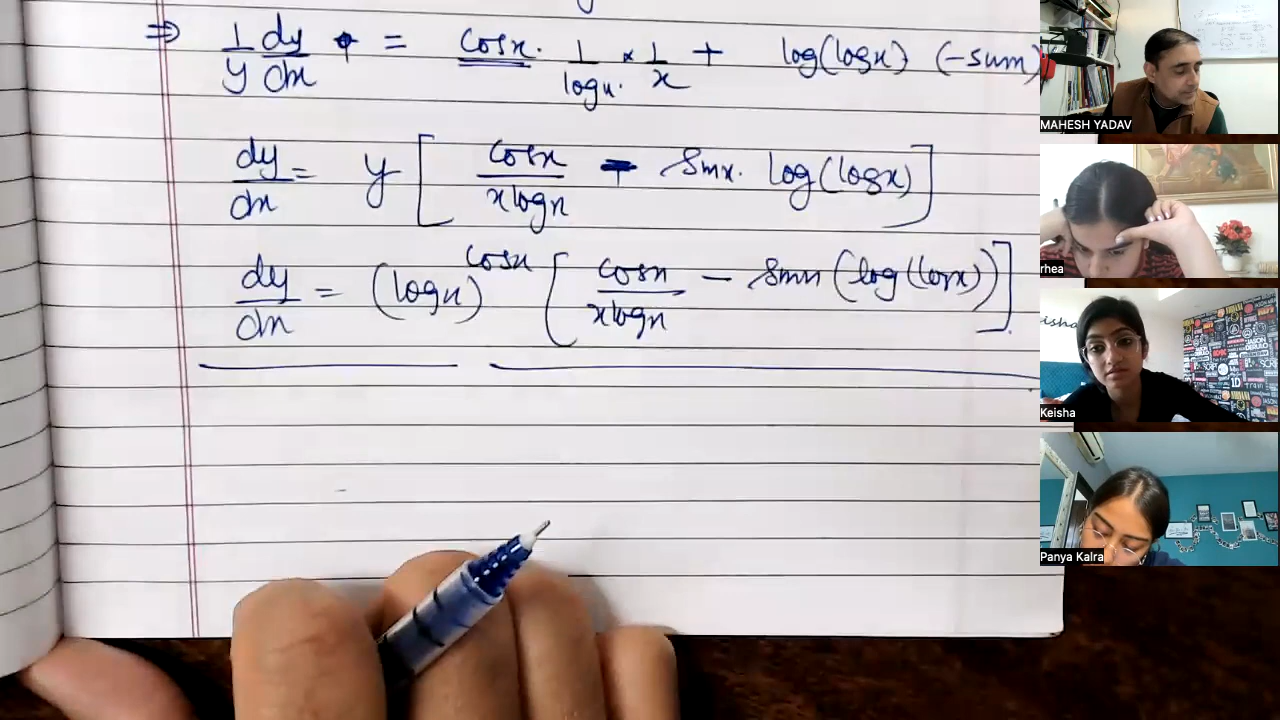 ⇒ 1/y dy/dx = cosx · 1/logx · × 1/x + log(logx) (-sinx)
dy/dx = y [ cosx / xlogx - sinx · log(logx) ]
dy/dx = (logx)^cosx [ cosx / xlogx - sinx (log(logx)) ]
MAHESH YADAV
rhea
Keisha
Panya Kalra